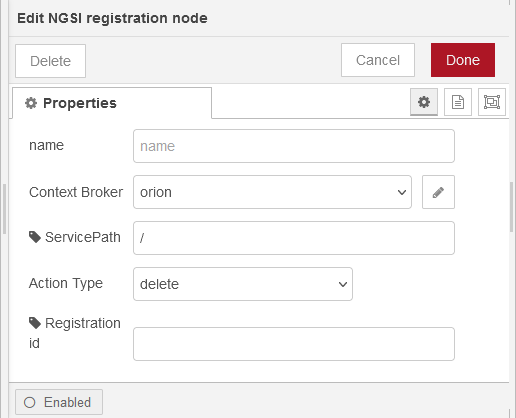 Edit NGSI registration node
Delete
Cancel
Done
Properties
name
name
Context Broker
orion
ServicePath
/
Action Type
delete
Registration
id
Enabled